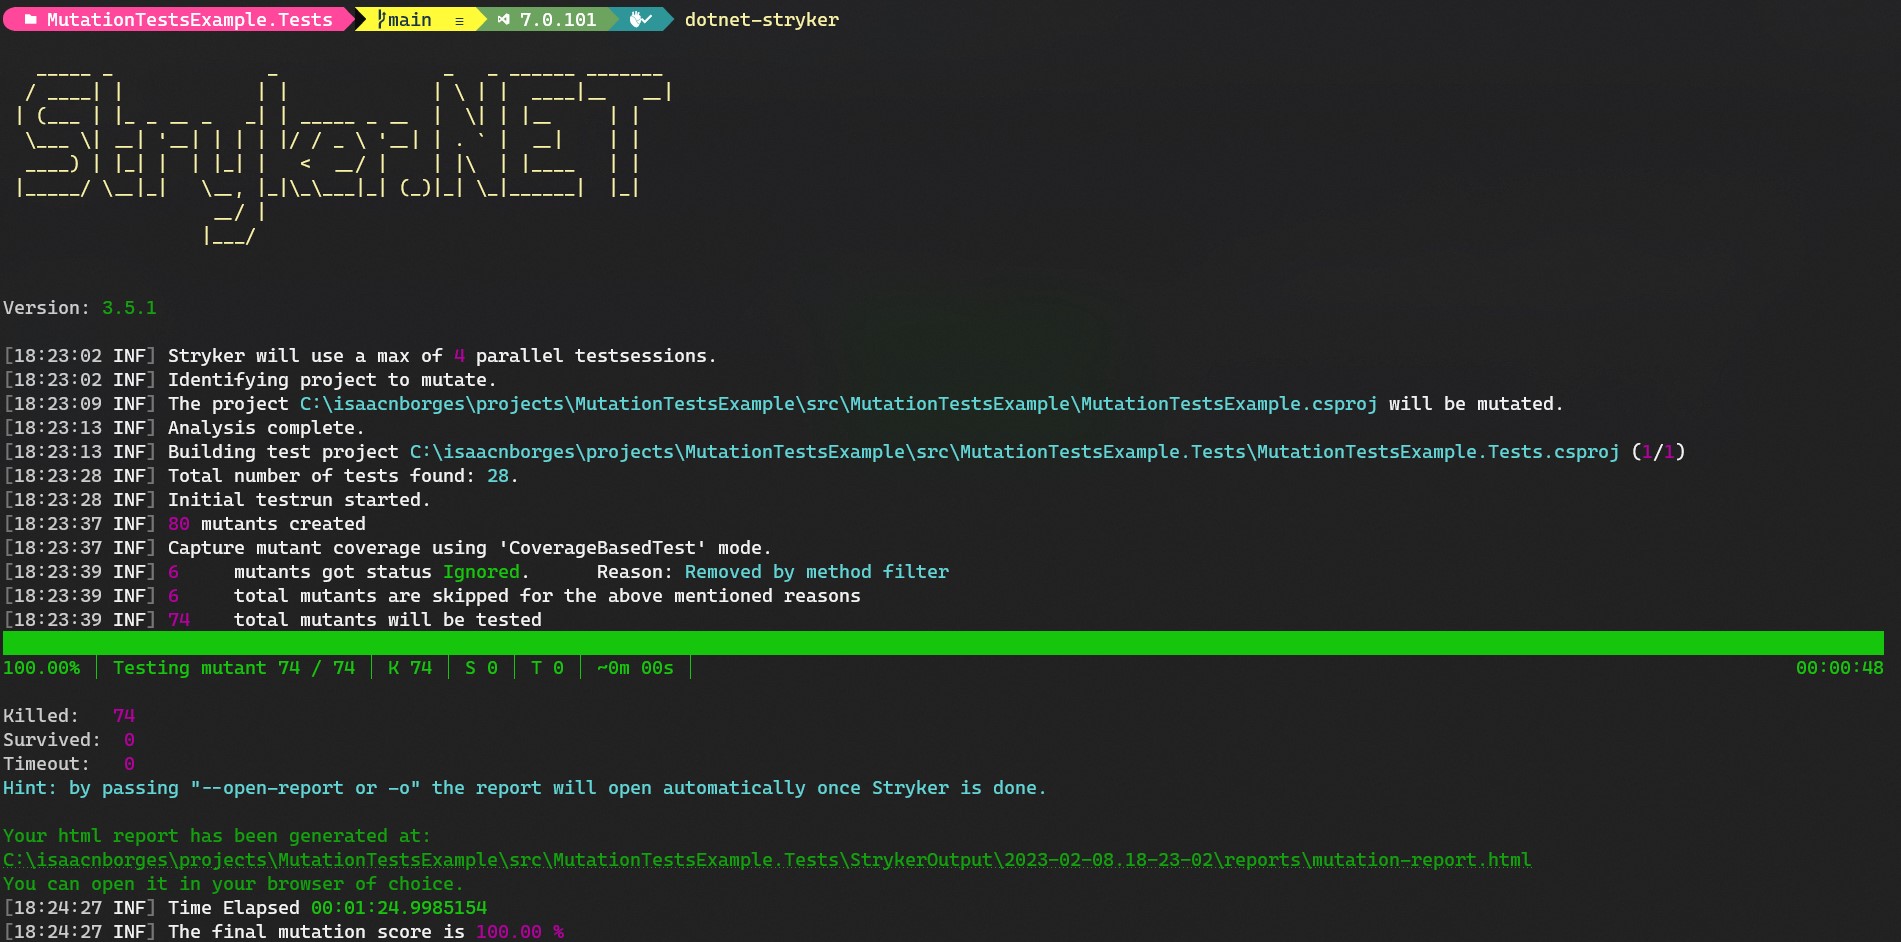 MutationTestsExample.Tests main ≡ 7.0.101 dotnet-stryker
Stryker.NET
Version: 3.5.1
[18:23:02 INF] Stryker will use a max of 4 parallel testsessions.
[18:23:02 INF] Identifying project to mutate.
[18:23:09 INF] The project C:\isaacnborges\projects\MutationTestsExample\src\MutationTestsExample\MutationTestsExample.csproj will be mutated.
[18:23:13 INF] Analysis complete.
[18:23:13 INF] Building test project C:\isaacnborges\projects\MutationTestsExample\src\MutationTestsExample.Tests\MutationTestsExample.Tests.csproj (1/1)
[18:23:28 INF] Total number of tests found: 28.
[18:23:28 INF] Initial testrun started.
[18:23:37 INF] 80 mutants created
[18:23:37 INF] Capture mutant coverage using 'CoverageBasedTest' mode.
[18:23:39 INF] 6 mutants got status Ignored. Reason: Removed by method filter
[18:23:39 INF] 6 total mutants are skipped for the above mentioned reasons
[18:23:39 INF] 74 total mutants will be tested
100.00% │ Testing mutant 74 / 74 │ K 74 │ S 0 │ T 0 │ ~0m 00s │ 00:00:48
Killed: 74
Survived: 0
Timeout: 0
Hint: by passing "--open-report or -o" the report will open automatically once Stryker is done.
Your html report has been generated at:
C:\isaacnborges\projects\MutationTestsExample\src\MutationTestsExample.Tests\StrykerOutput\2023-02-08.18-23-02\reports\mutation-report.html
You can open it in your browser of choice.
[18:24:27 INF] Time Elapsed 00:01:24.9985154
[18:24:27 INF] The final mutation score is 100.00 %